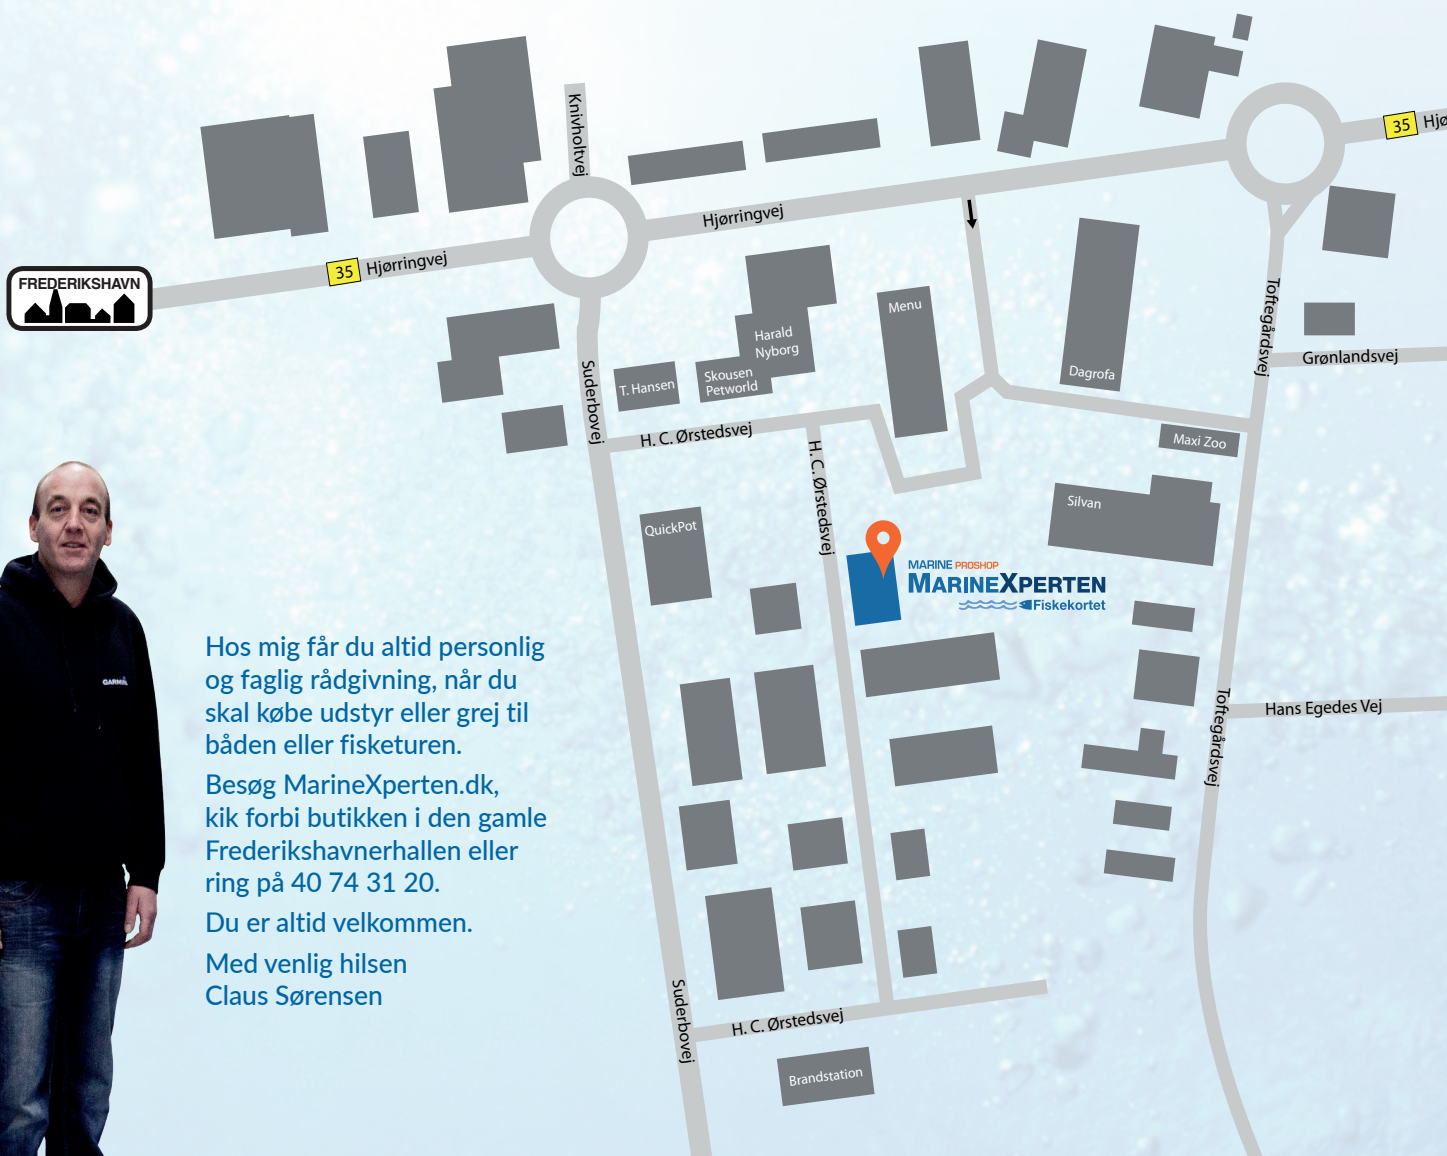 Knivholtvej
35
Hjø
Hjørringvej
35 Hjørringvej
FREDERIKSHAVN
Toftegårdsvej
Menu
Harald
Nyborg
Grønlandsvej
Suderbovej
T. Hansen
Skousen
Petworld
Dagrofa
H. C. Ørstedsvej
Maxi Zoo
H. C. Ørstedsvej
Silvan
QuickPot
MARINE PROSHOP
MARINEXPERTEN
Fiskekortet
GARMIN
Hos mig får du altid personlig
og faglig rådgivning, når du
skal købe udstyr eller grej til
båden eller fisketuren.
Besøg MarineXperten.dk,
kik forbi butikken i den gamle
Frederikshavnerhallen eller
ring på 40 74 31 20.
Du er altid velkommen.
Med venlig hilsen
Claus Sørensen
Toftegårdsvej
Hans Egedes Vej
Suderbovej
H. C. Ørstedsvej
Brandstation